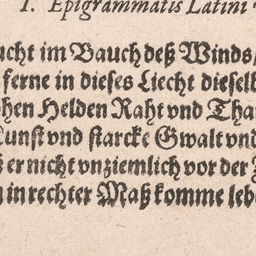 I. Epigrammatis Latini
ucht im Bauch deß Winds/
ferne in dieses Liecht diesel
hen Helden Raht vnd Tha
Kunst vnd starcke Gwalt vnd
er nicht vnziemlich vor der
in rechter Maß komme leb